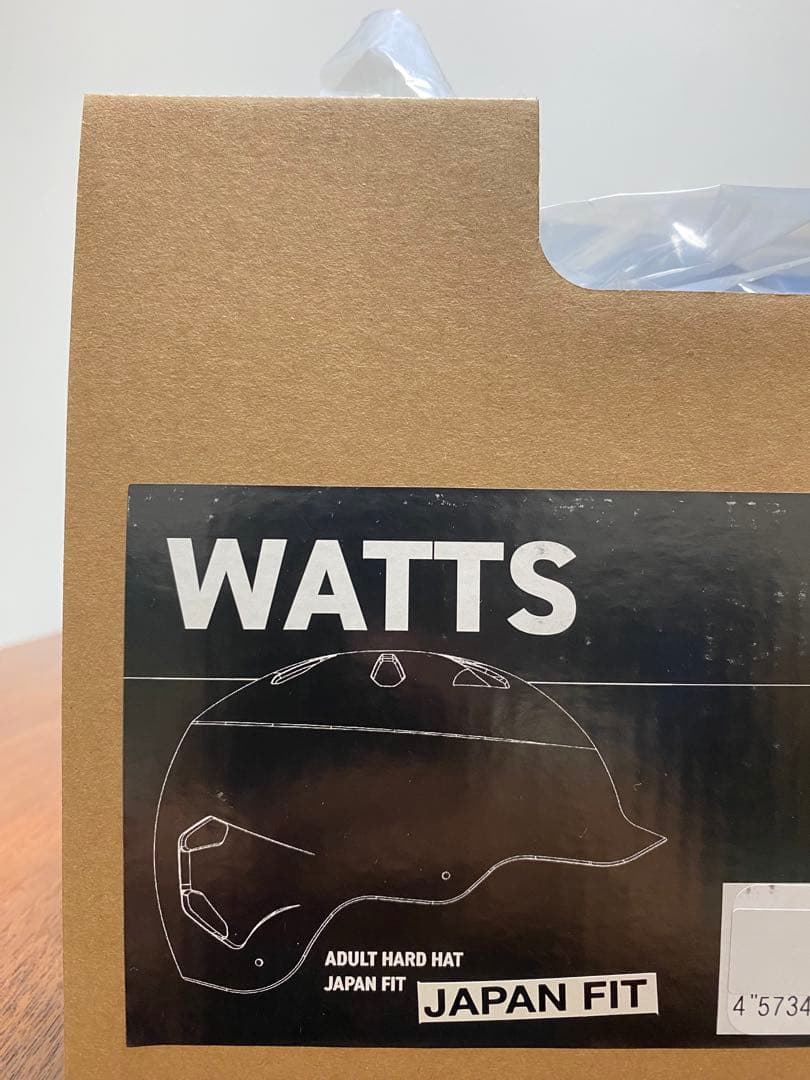 WATTS
ADULT HARD HAT
JAPAN FIT
JAPAN FIT
4"5734